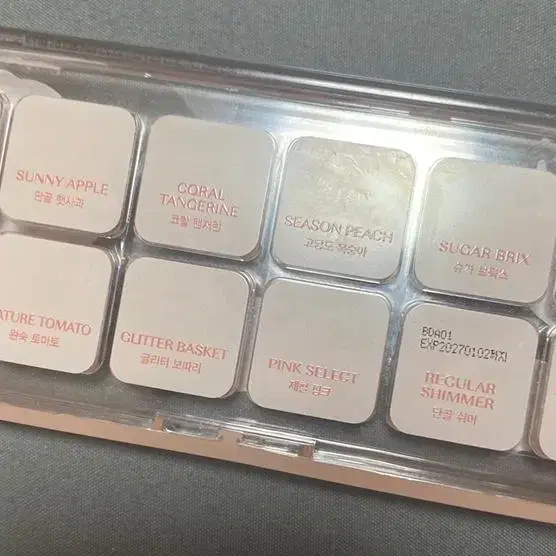 SUNNY APPLE
단골 햇사과
CORAL
TANGERINE
코랄 탠저린
SEASON PEACH
고당도 복숭아
SUGAR BRIX
슈가 브릭스
ATURE TOMATO
완숙 토마토
GLITTER BASKET
글리터 보따리
PINK SELECT
제철 핑크
BDA01
EXP20270102까지
REGULAR
SHIMMER
단골 쉬머